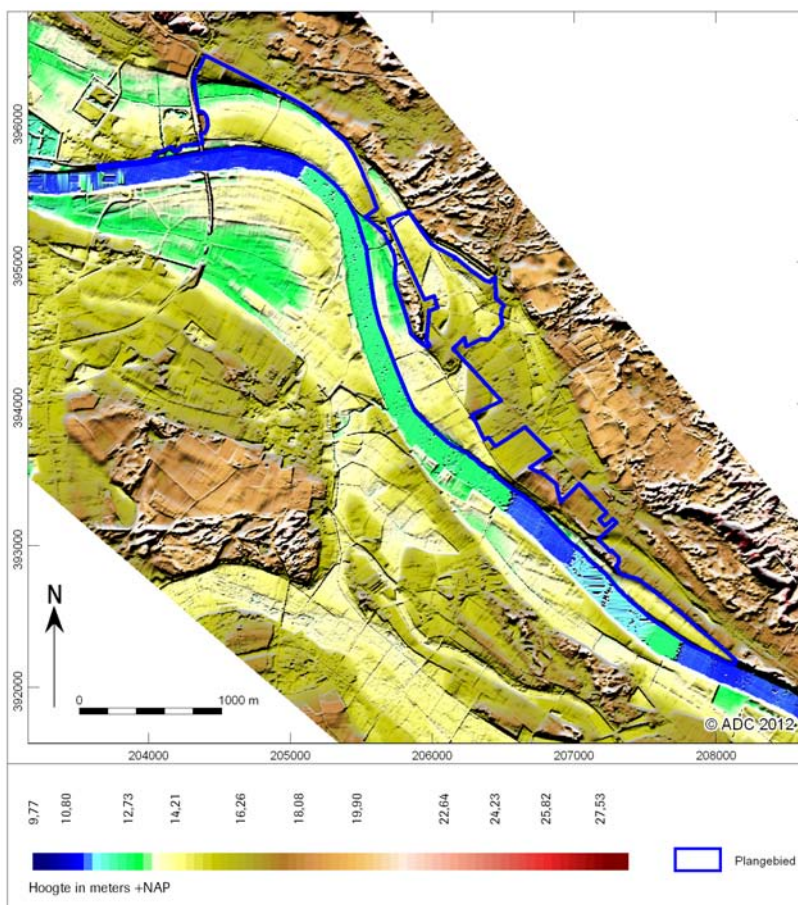 396000
395000
394000
393000
392000
N
0 1000 m
© ADC 2012
204000 205000 206000 207000 208000
9,77 10,80 12,73 14,21 16,26 18,08 19,90 22,64 24,23 25,82 27,53
Plangebied
Hoogte in meters +NAP